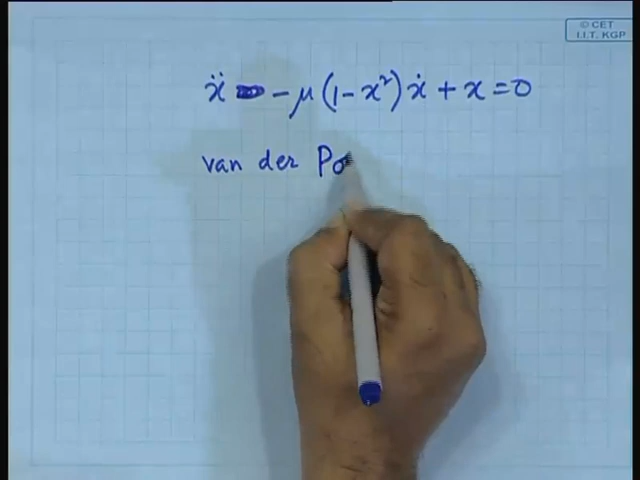 © CET
I.I.T. KGP
ẍ - μ(1 - x²) ẋ + x = 0
van der Po